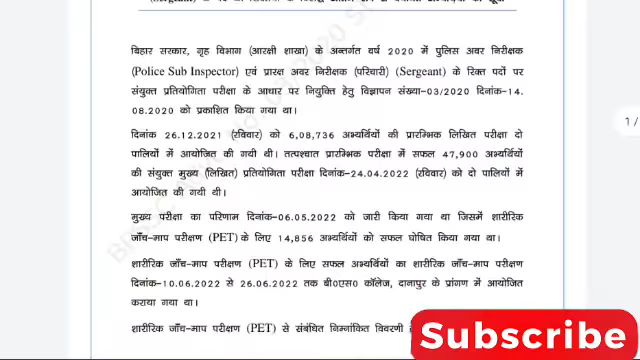 (Sergeant) के
बिहार सरकार, गृह विभाग (आरक्षी शाखा) के अन्तर्गत वर्ष 2020 में पुलिस अवर निरीक्षक
(Police Sub Inspector) एवं प्रारक्ष अवर निरीक्षक (परिचारी) (Sergeant) के रिक्त पदों पर
संयुक्त प्रतियोगिता परीक्षा के आधार पर नियुक्ति हेतु विज्ञापन संख्या-03/2020 दिनांक-14.
08.2020 को प्रकाशित किया गया था।
1/
दिनांक 26.12.2021 (रविवार) को 6,08,736 अभ्यर्थियों की प्रारम्भिक लिखित परीक्षा दो
पालियों में आयोजित की गयी थी। तत्पश्चात प्रारम्भिक परीक्षा में सफल 47,900 अभ्यर्थियों
की संयुक्त मुख्य (लिखित) प्रतियोगिता परीक्षा दिनांक-24.04.2022 (रविवार) को दो पालियों में
आयोजित की गयी थी।
मुख्य परीक्षा का परिणाम दिनांक-06.05.2022 को जारी किया गया था जिसमें शारीरिक
जाँच-माप परीक्षण (PET) के लिए 14,856 अभ्यर्थियों को सफल घोषित किया गया था।
शारीरिक जाँच-माप परीक्षण (PET) के लिए सफल अभ्यर्थियों का शारीरिक जाँच-माप परीक्षण
दिनांक-10.06.2022 से 26.06.2022 तक बी०एस० कॉलेज, दानापुर के प्रांगण में आयोजित
कराया गया था।
शारीरिक जाँच-माप परीक्षण (PET) से संबंधित निम्नांकित विवरणी
Subscribe